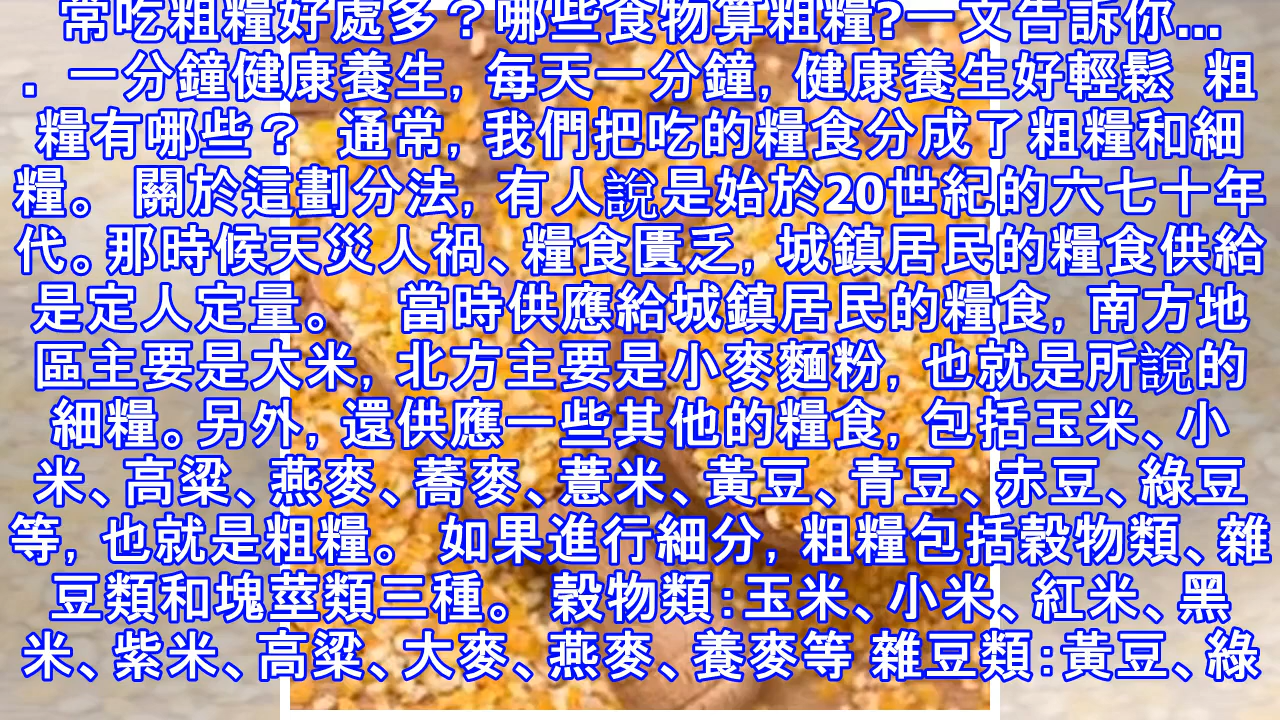 常吃粗糧好處多？哪些食物算粗糧?一文告訴你...
. 一分鐘健康養生, 每天一分鐘, 健康養生好輕鬆 粗
糧有哪些？ 通常, 我們把吃的糧食分成了粗糧和細
糧。 關於這劃分法, 有人說是始於20世紀的六七十年
代。那時候天災人禍、糧食匱乏, 城鎮居民的糧食供給
是定人定量。 當時供應給城鎮居民的糧食, 南方地
區主要是大米, 北方主要是小麥麵粉, 也就是所說的
細糧。另外, 還供應一些其他的糧食, 包括玉米、小
米、高粱、燕麥、蕎麥、薏米、黃豆、青豆、赤豆、綠豆
等, 也就是粗糧。 如果進行細分, 粗糧包括穀物類、雜
豆類和塊莖類三種。 穀物類:玉米、小米、紅米、黑
米、紫米、高粱、大麥、燕麥、養麥等 雜豆類:黃豆、綠